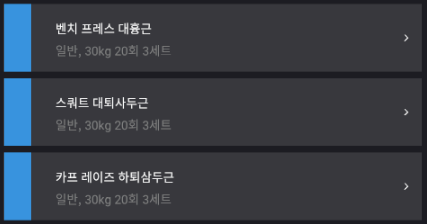 벤치 프레스 대흉근
일반, 30kg 20회 3세트
스쿼트 대퇴사두근
일반, 30kg 20회 3세트
카프 레이즈 하퇴삼두근
일반, 30kg 20회 3세트